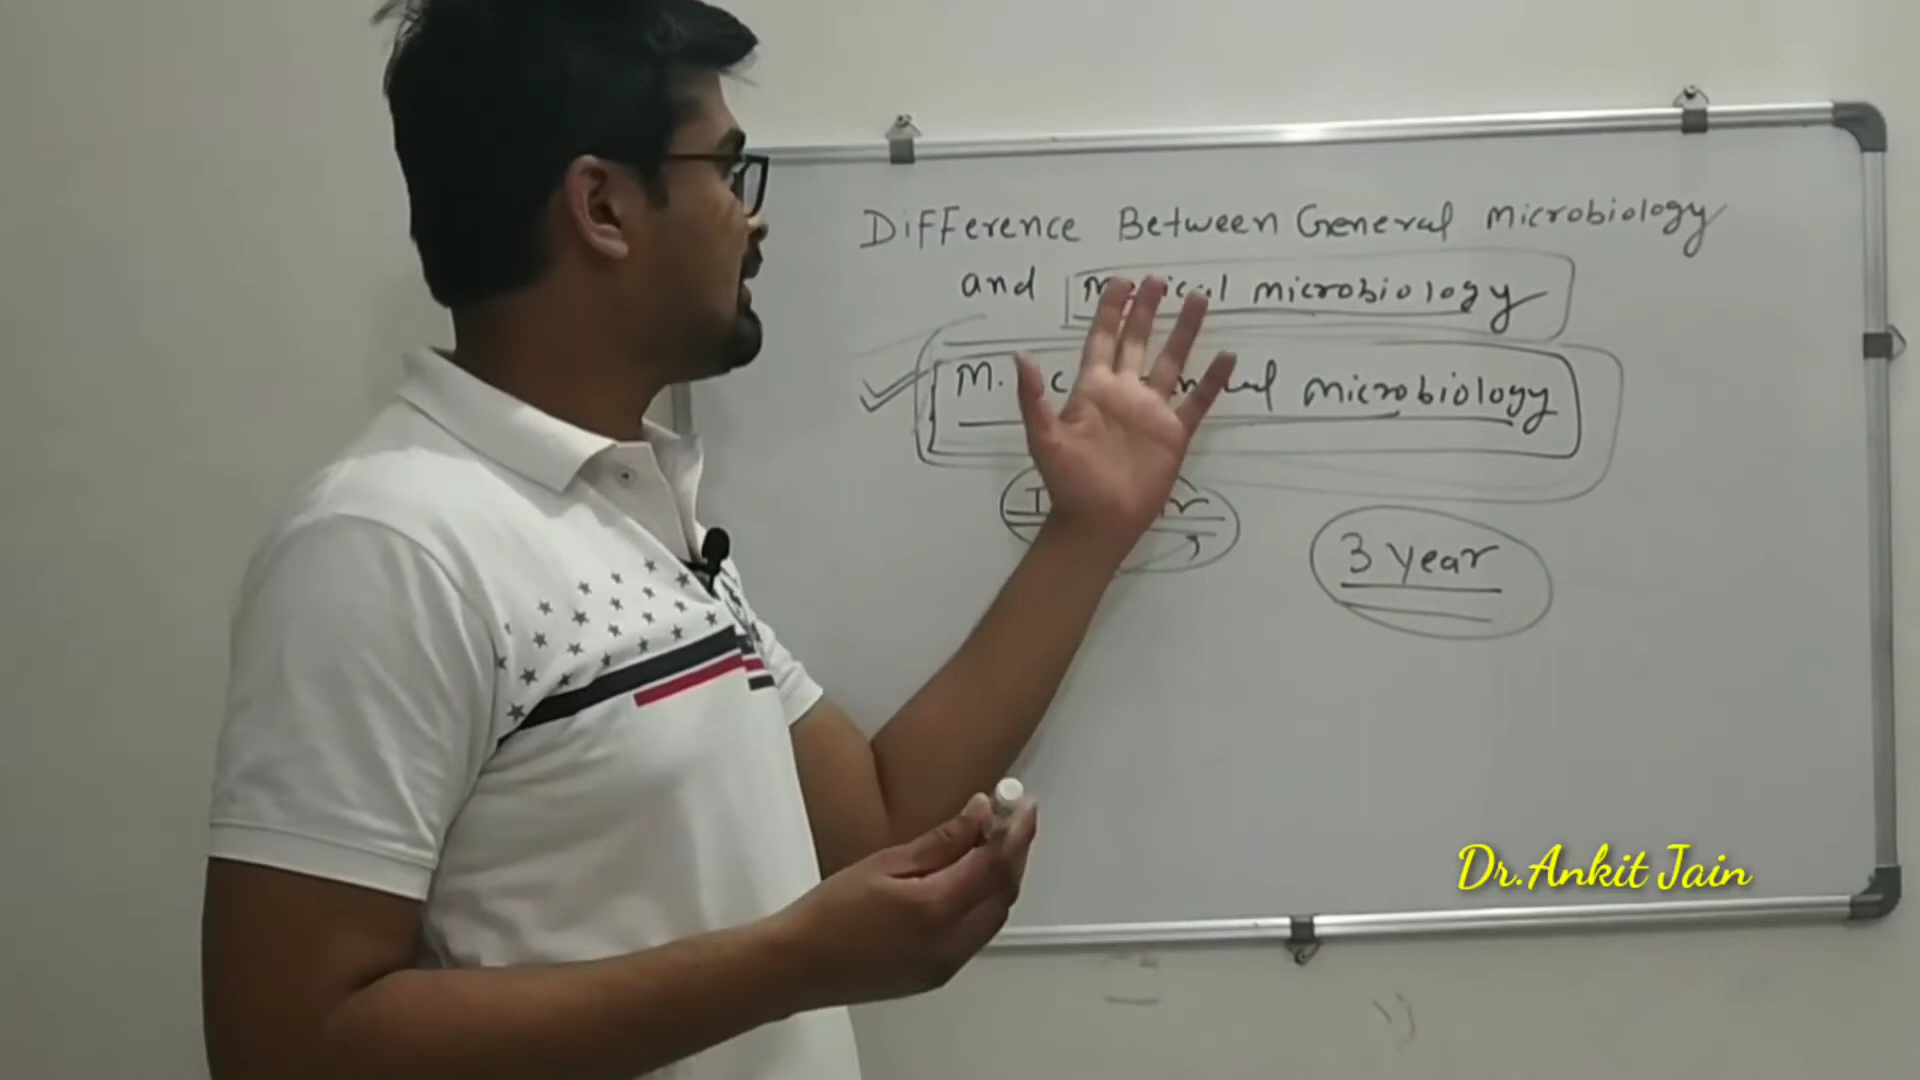 Difference Between General microbiology
and medical microbiology
microbiology
3 year
Dr.Ankit Jain